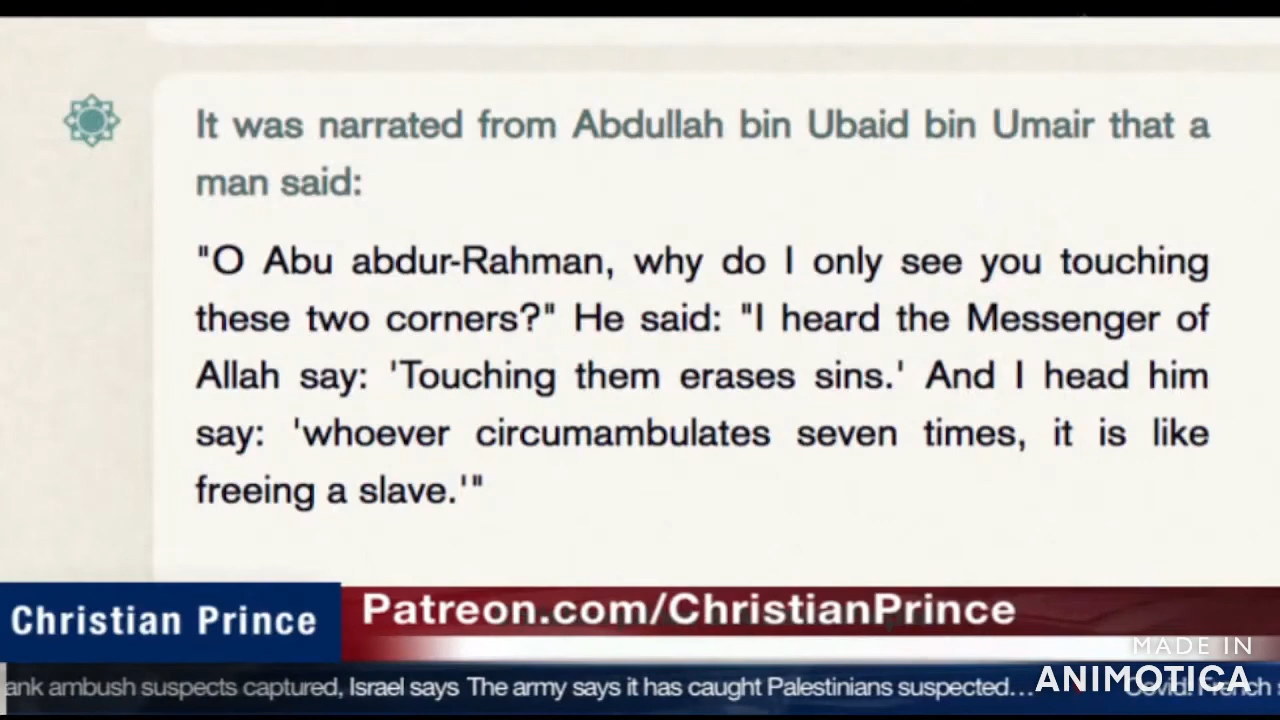 It was narrated from Abdullah bin Ubaid bin Umair that a
man said:
"O Abu abdur-Rahman, why do I only see you touching
these two corners?" He said: "I heard the Messenger of
Allah say: 'Touching them erases sins.' And I head him
say: 'whoever circumambulates seven times, it is like
freeing a slave.'"
Christian Prince
Patreon.com/ChristianPrince
MADE IN
ANIMOTICA
ank ambush suspects captured, Israel says The army says it has caught Palestinians suspected...